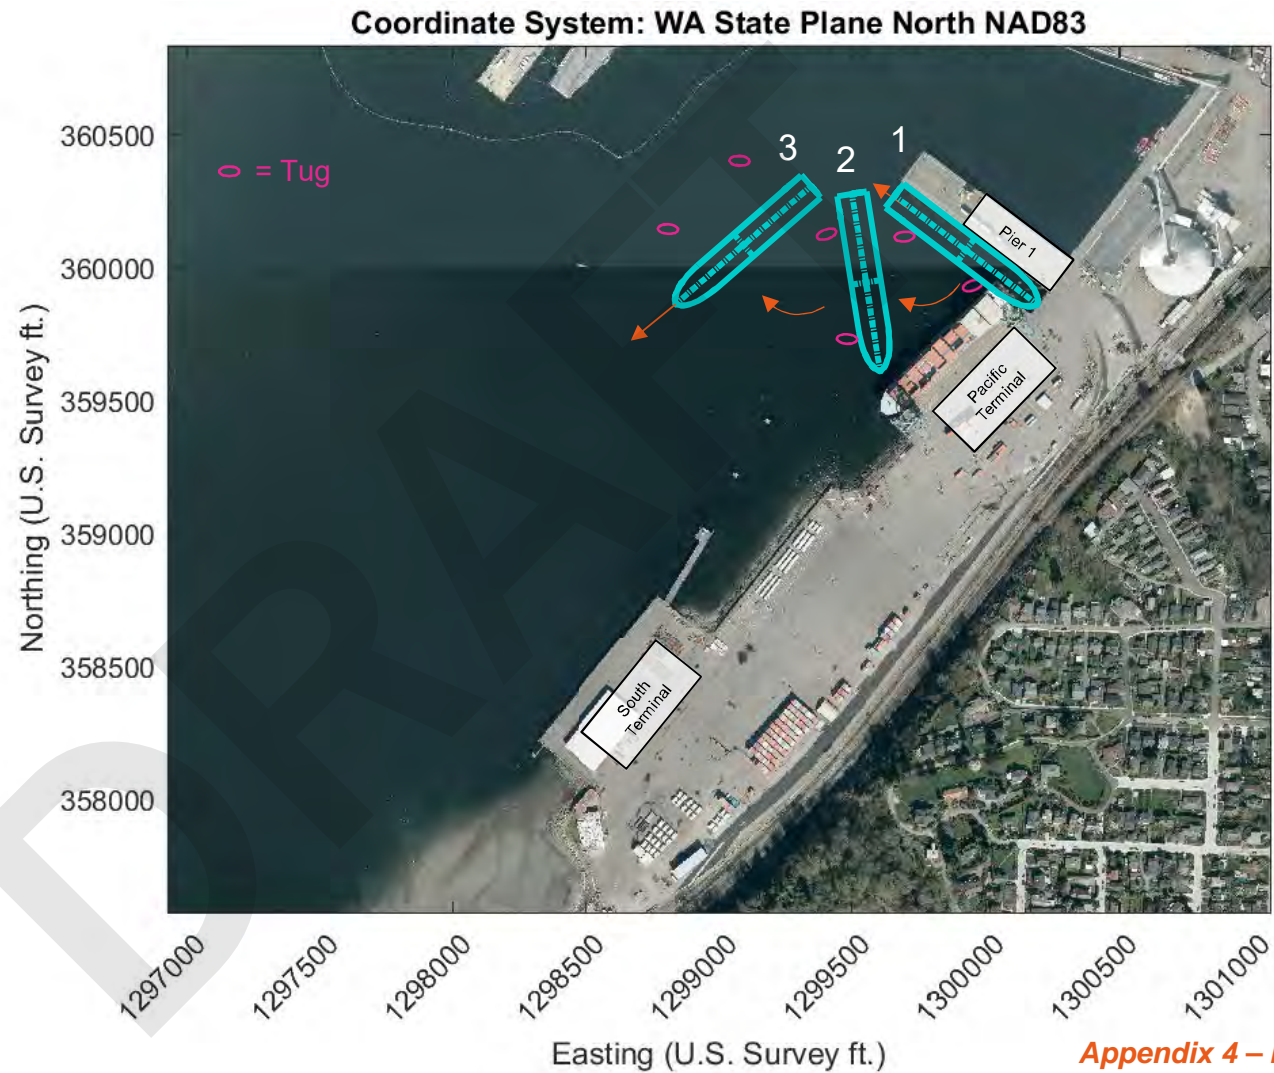 Coordinate System: WA State Plane North NAD83
360500
360000
359500
359000
358500
358000
Northing (U.S. Survey ft.)
= Tug
3
2
1
Pier 1
Pacific
Terminal
South
Terminal
DRAFT
1297000
1297500
1298000
1298500
1299000
1299500
1300000
1300500
1301000
Easting (U.S. Survey ft.)
Appendix 4 –